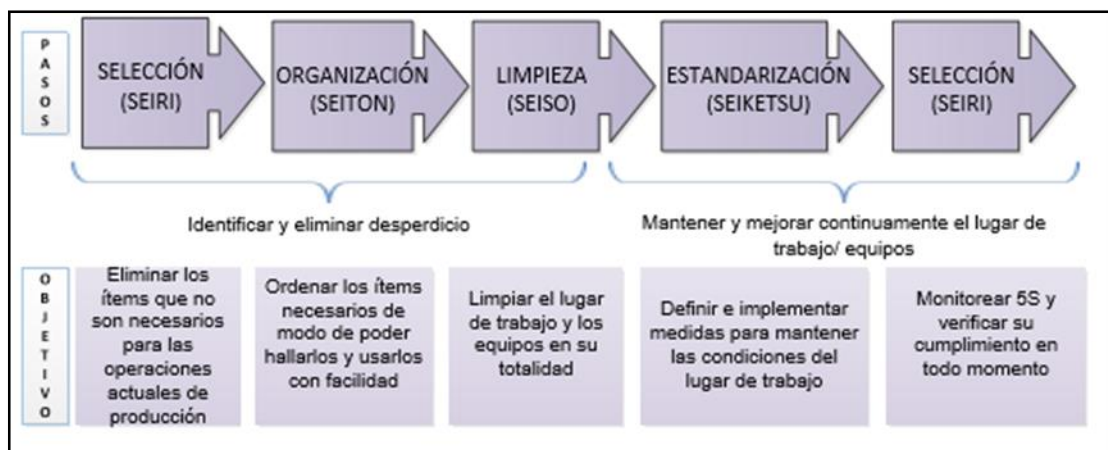 PASOS
SELECCIÓN
(SEIRI)
ORGANIZACIÓN
(SEITON)
LIMPIEZA
(SEISO)
ESTANDARIZACIÓN
(SEIKETSU)
SELECCIÓN
(SEIRI)
Identificar y eliminar desperdicio
Mantener y mejorar continuamente el lugar de
trabajo/ equipos
OBJETIVO
Eliminar los
ítems que no
son necesarios
para las
operaciones
actuales de
producción
Ordenar los ítems
necesarios de
modo de poder
hallarlos y usarlos
con facilidad
Limpiar el lugar
de trabajo y los
equipos en su
totalidad
Definir e implementar
medidas para mantener
las condiciones del
lugar de trabajo
Monitorear 5S y
verificar su
cumplimiento en
todo momento